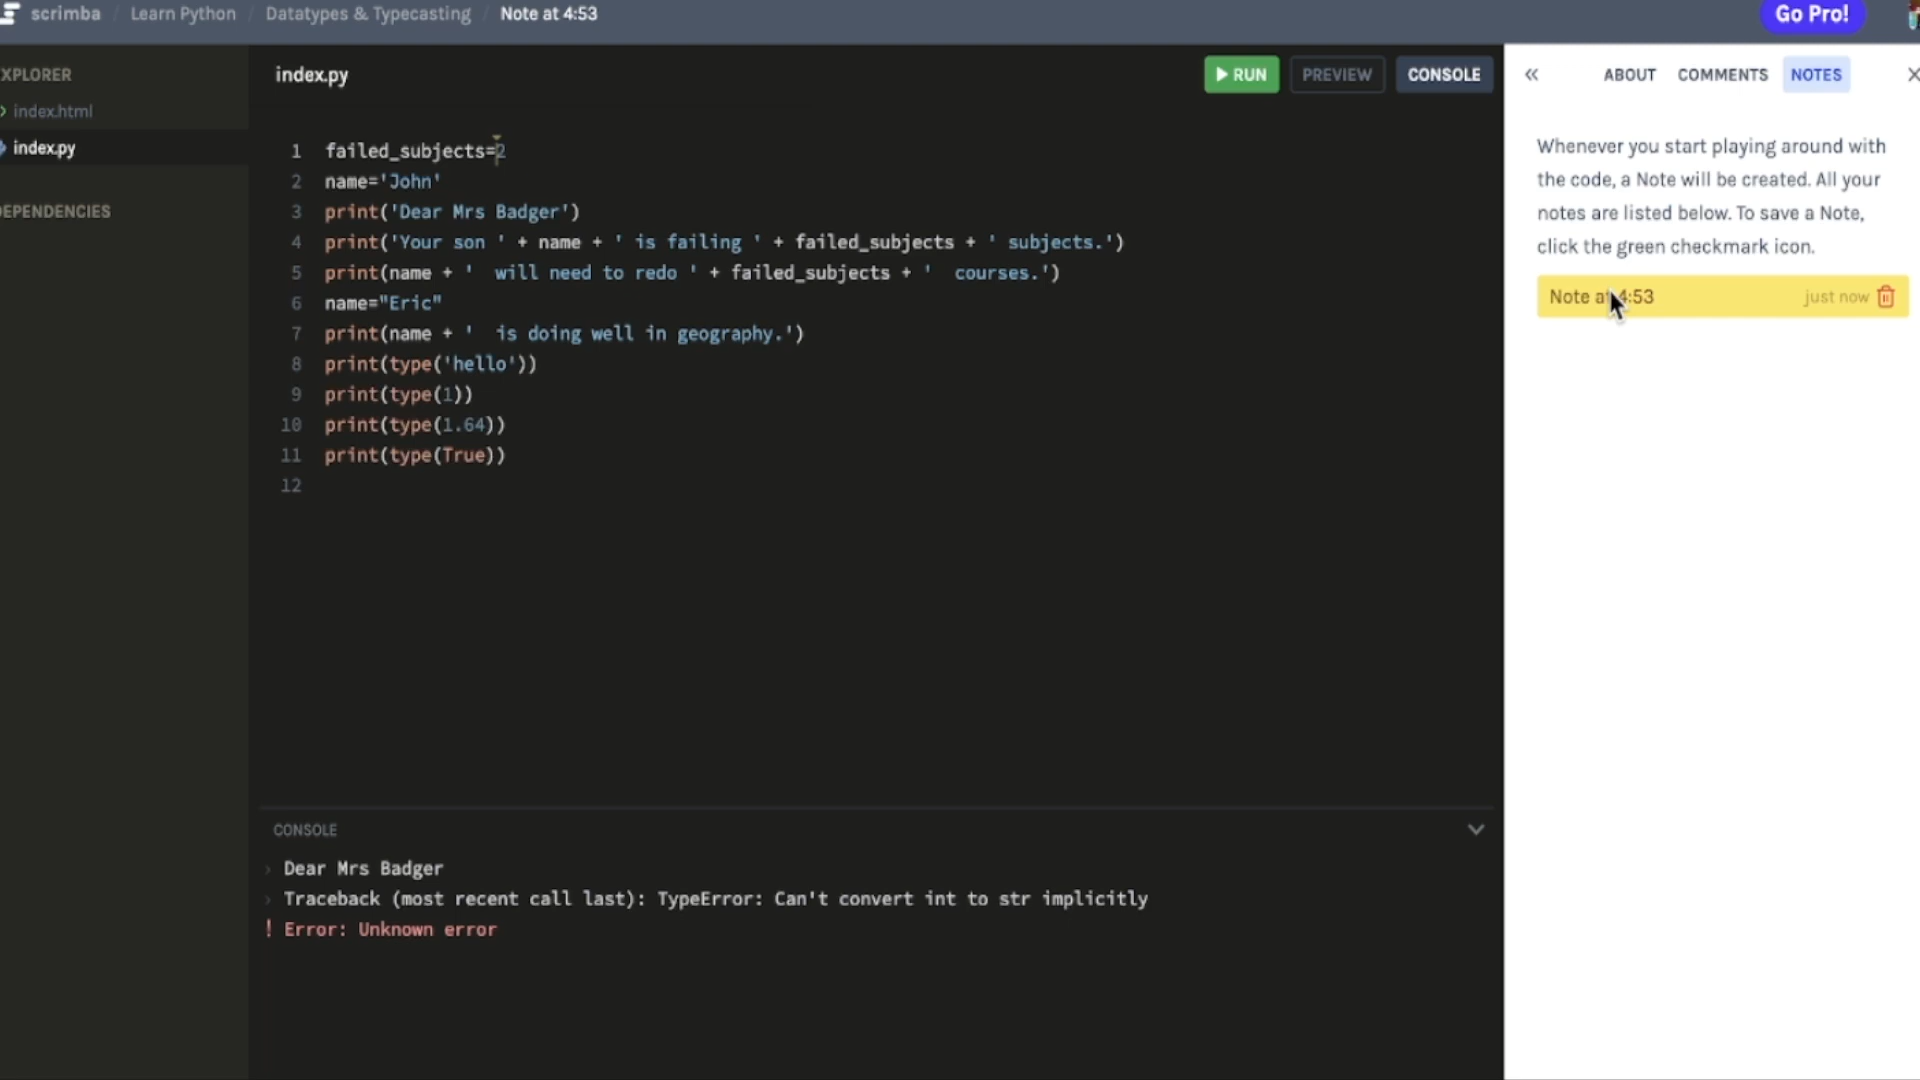 scrimba / Learn Python / Datatypes & Typecasting / Note at 4:53
Go Pro!
XPLORER
index.html
index.py
DEPENDENCIES
index.py
RUN
PREVIEW
CONSOLE
1 failed_subjects=2
2 name='John'
3 print('Dear Mrs Badger')
4 print('Your son ' + name + ' is failing ' + failed_subjects + ' subjects.')
5 print(name + '  will need to redo ' + failed_subjects + '  courses.')
6 name="Eric"
7 print(name + '  is doing well in geography.')
8 print(type('hello'))
9 print(type(1))
10 print(type(1.64))
11 print(type(True))
12
CONSOLE
› Dear Mrs Badger
› Traceback (most recent call last): TypeError: Can't convert int to str implicitly
! Error: Unknown error
«
ABOUT
COMMENTS
NOTES
Whenever you start playing around with
the code, a Note will be created. All your
notes are listed below. To save a Note,
click the green checkmark icon.
Note at 4:53
just now